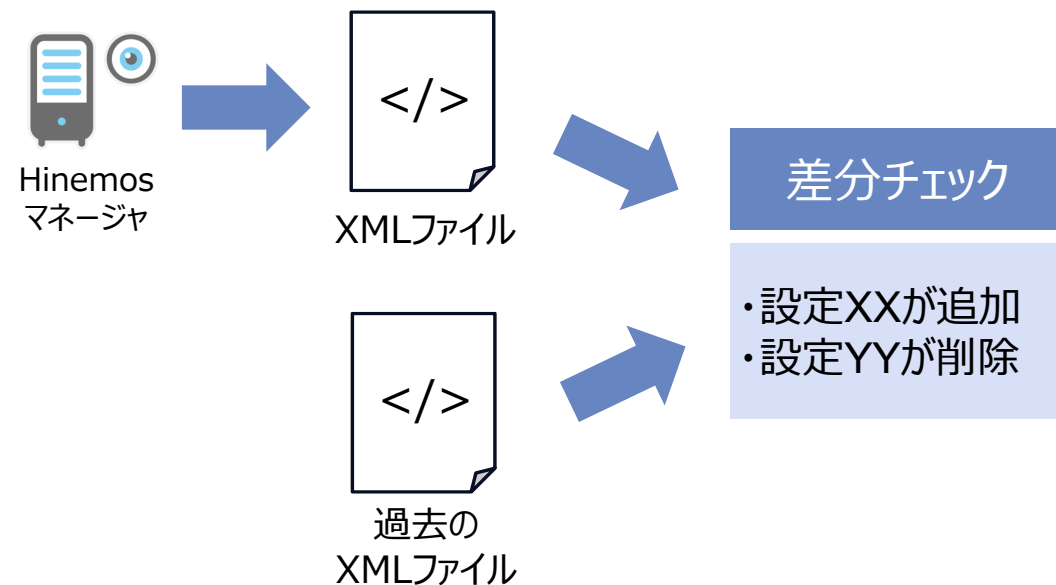 Hinemos
マネージャ
</>
XMLファイル
差分チェック
・設定XXが追加
・設定YYが削除
</>
過去の
XMLファイル